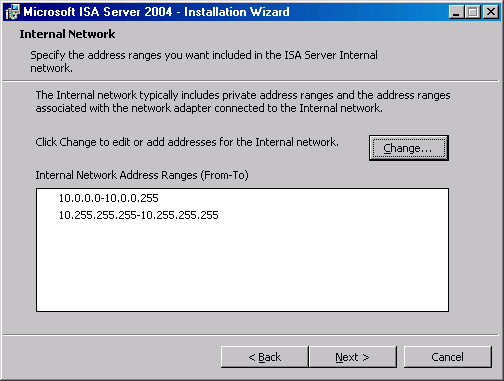 Microsoft ISA Server 2004 - Installation Wizard
Internal Network
Specify the address ranges you want included in the ISA Server Internal
network.
The Internal network typically includes private address ranges and the address ranges
associated with the network adapter connected to the Internal network.
Click Change to edit or add addresses for the Internal network.
Change...
Internal Network Address Ranges (From-To)
10.0.0.0-10.0.0.255
10.255.255.255-10.255.255.255
< Back
Next >
Cancel